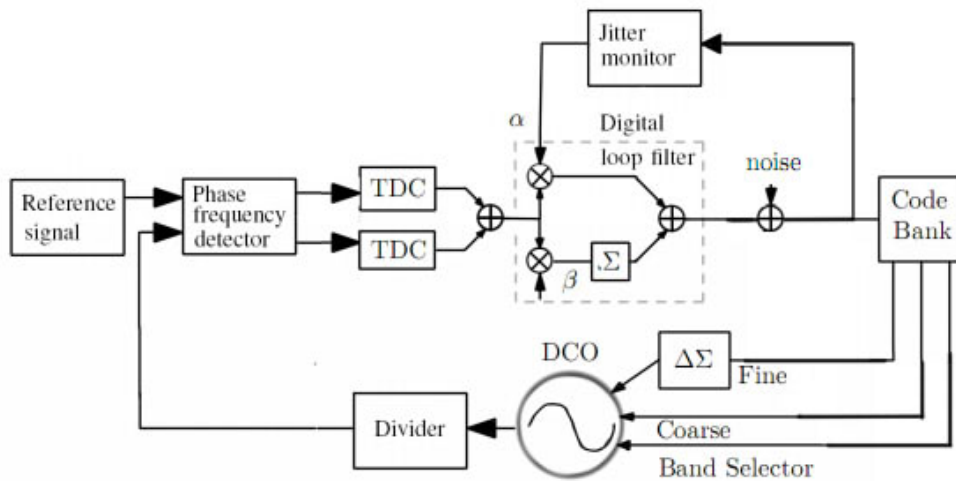 Jitter
monitor
α
Digital
loop filter
noise
Reference
signal
Phase
frequency
detector
TDC
TDC
β
.Σ
Code
Bank
DCO
ΔΣ
Fine
Divider
Coarse
Band Selector